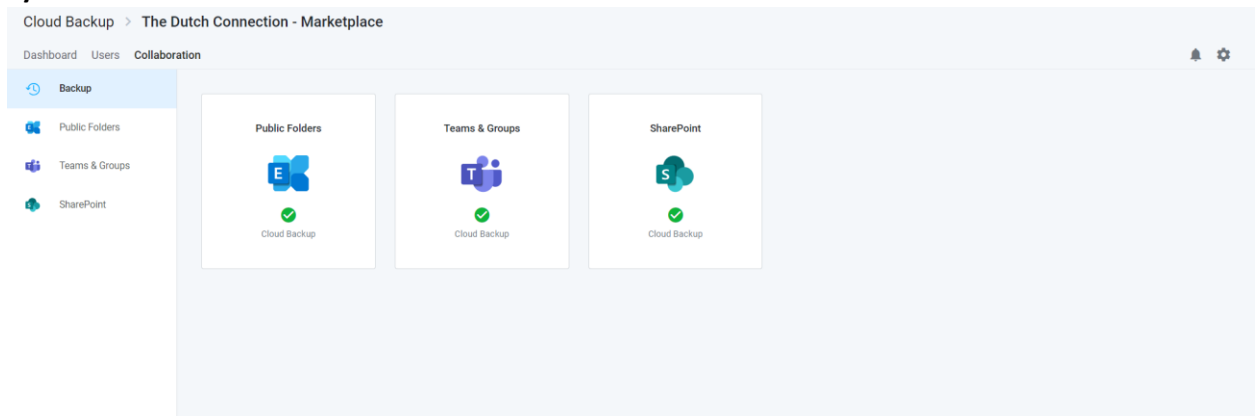 Cloud Backup > The Dutch Connection - Marketplace
Dashboard Users Collaboration
Backup
Public Folders
Teams & Groups
SharePoint
Public Folders Teams & Groups SharePoint
E T S
Cloud Backup Cloud Backup Cloud Backup